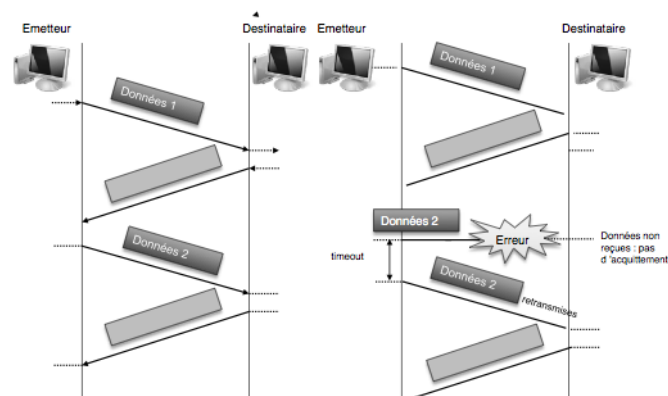 Emetteur
Destinataire
Données 1
Données 2
Emetteur
Destinataire
Données 1
Données 2
Erreur
Données non
reçues : pas
d 'acquittement
timeout
Données 2
retransmises